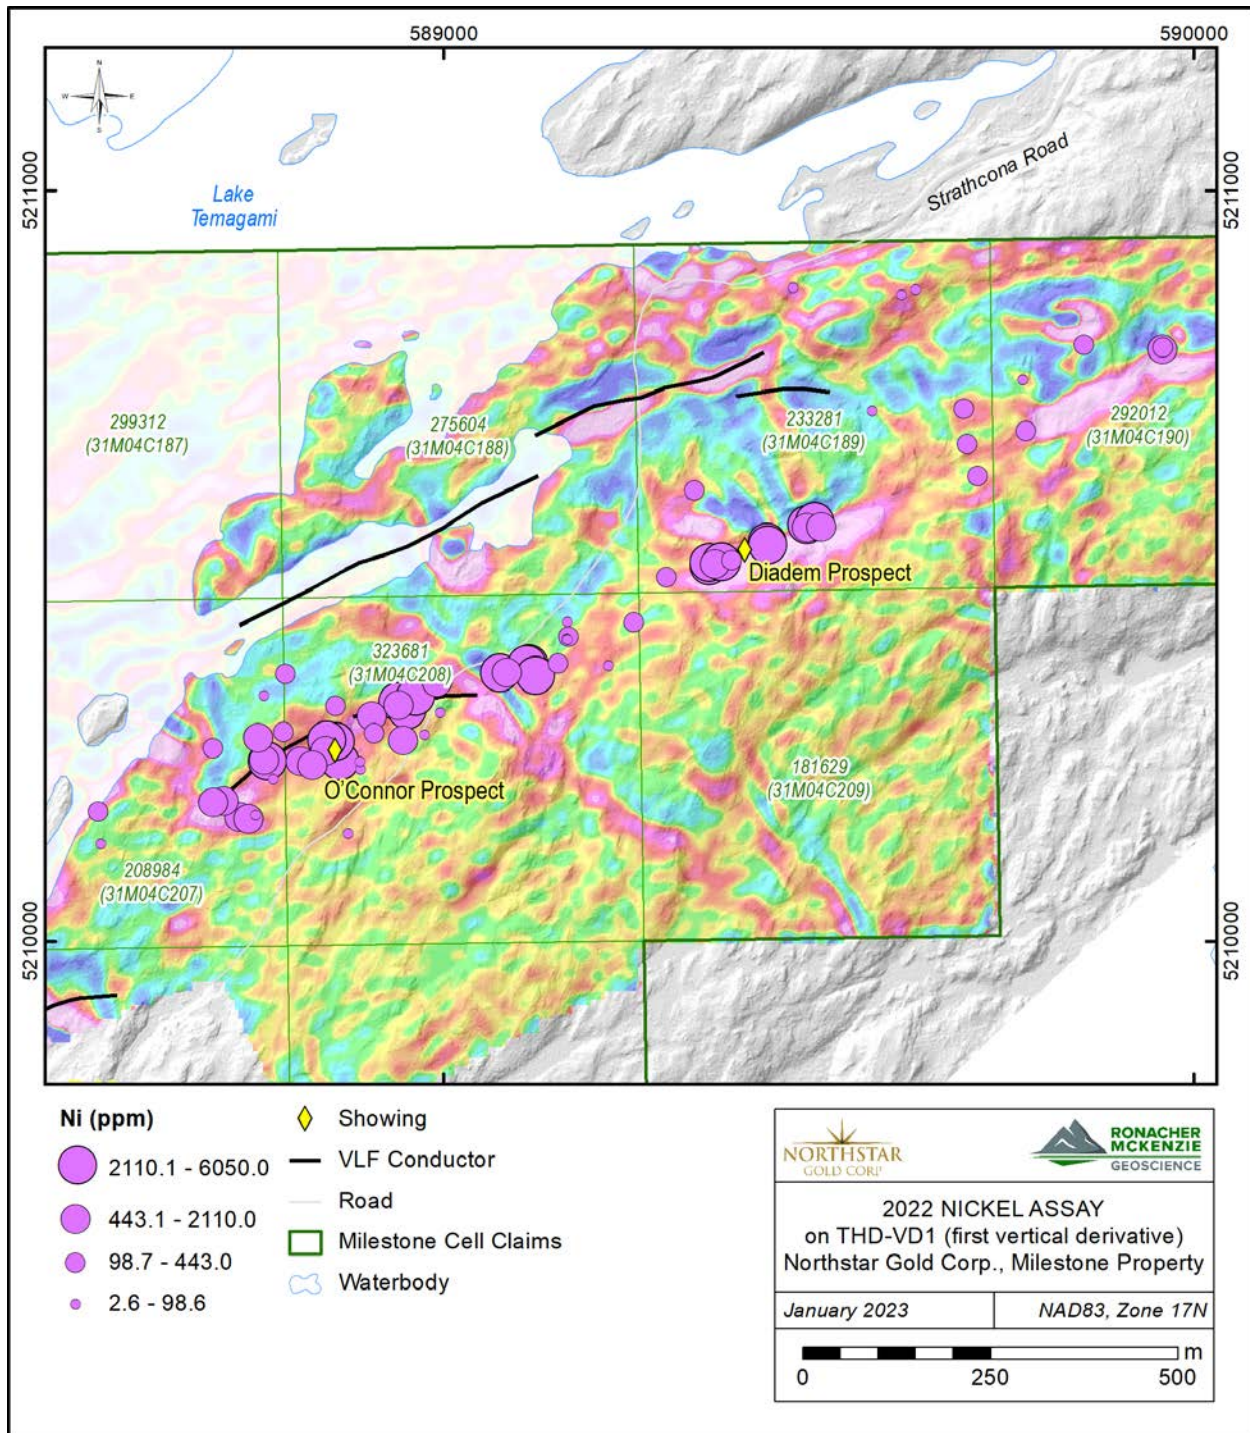 589000
590000
N
W
E
S
5211000
5211000
Lake
Temagami
Strathcona Road
299312
(31M04C187)
275604
(31M04C188)
233281
(31M04C189)
292012
(31M04C190)
Diadem Prospect
323681
(31M04C208)
181629
(31M04C209)
O'Connor Prospect
208984
(31M04C207)
5210000
5210000
Ni (ppm)
2110.1 - 6050.0
443.1 - 2110.0
98.7 - 443.0
2.6 - 98.6
Showing
VLF Conductor
Road
Milestone Cell Claims
Waterbody
NORTHSTAR
GOLD CORP
RONACHER
MCKENZIE
GEOSCIENCE
2022 NICKEL ASSAY
on THD-VD1 (first vertical derivative)
Northstar Gold Corp., Milestone Property
January 2023
NAD83, Zone 17N
m
0
250
500